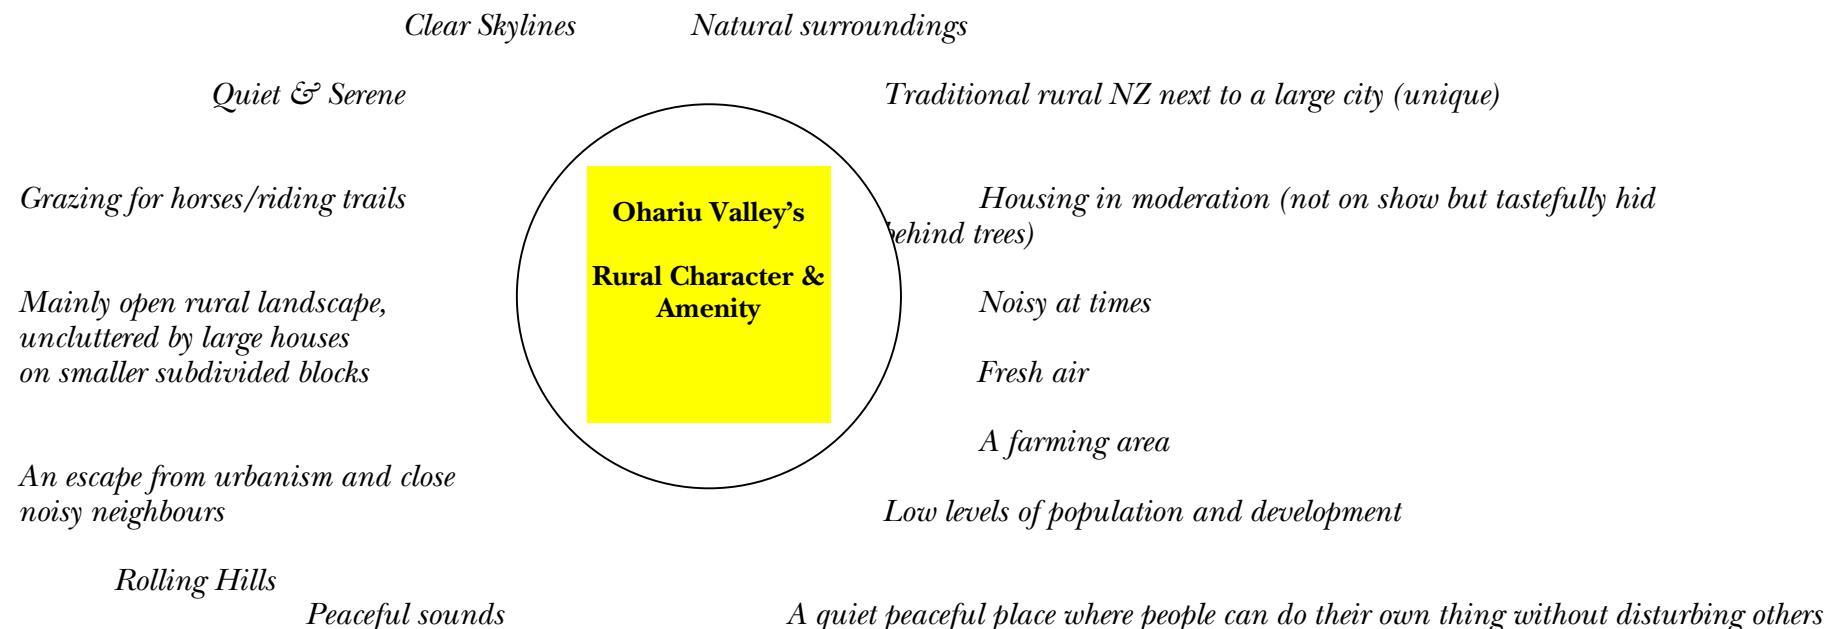 Clear Skylines Natural surroundings
Quiet & Serene Traditional rural NZ next to a large city (unique)
Grazing for horses/riding trails Housing in moderation (not on show but tastefully hid
behind trees)
Ohariu Valley’s
Rural Character &
Amenity
Mainly open rural landscape, Noisy at times
uncluttered by large houses
on smaller subdivided blocks Fresh air
A farming area
An escape from urbanism and close
noisy neighbours Low levels of population and development
Rolling Hills
Peaceful sounds A quiet peaceful place where people can do their own thing without disturbing others